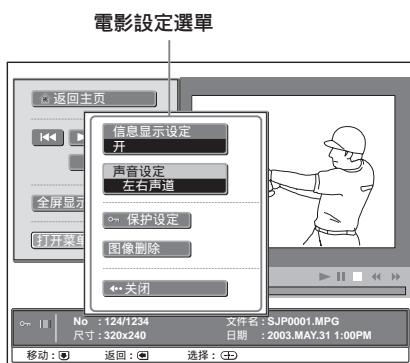 電影設定選單
返回主页
信息显示设定
开
声音设定
左右声道
全屏显示
保护设定
打开菜单
图像删除
关闭
No : 124/1234 文件名 : SJP0001.MPG
尺寸 : 320x240 日期 : 2003.MAY.31 1:00PM
移动 : 返回 : 选择 :